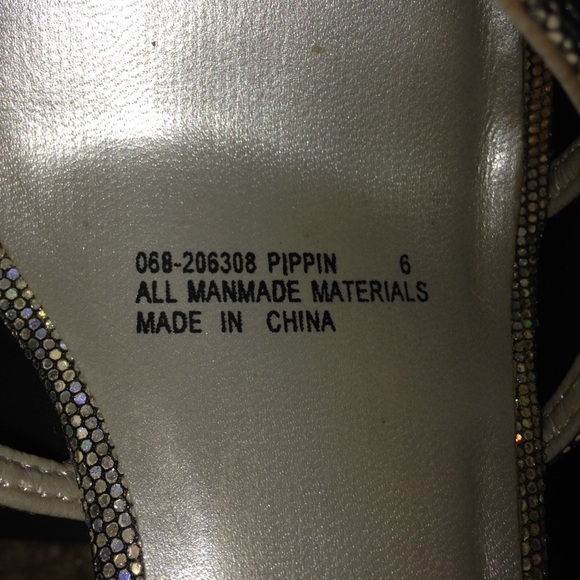 068-206308 PIPPIN 6
ALL MANMADE MATERIALS
MADE IN CHINA